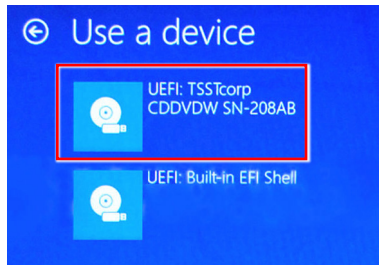 Use a device
UEFI: TSSTcorp
CDDVDW SN-208AB
UEFI: Built-in EFI Shell